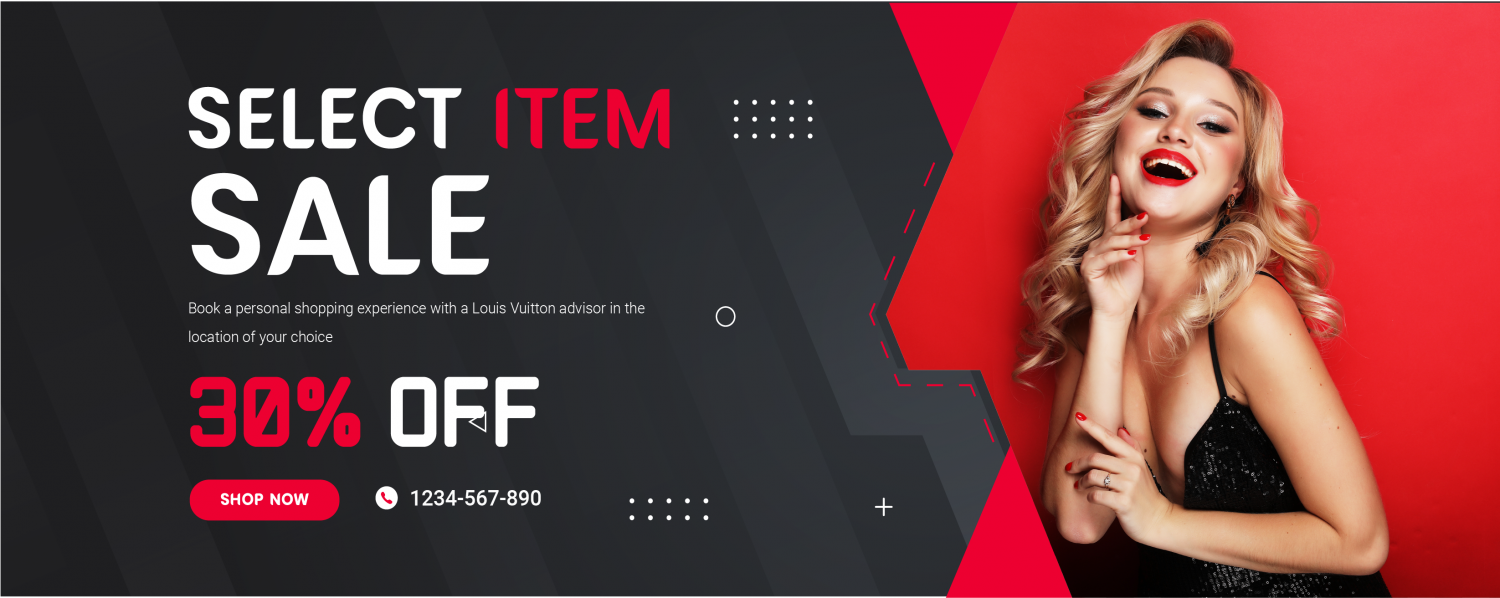 SELECT ITEM
SALE
Book a personal shopping experience with a Louis Vuitton advisor in the
location of your choice
30% OFF
SHOP NOW
1234-567-890